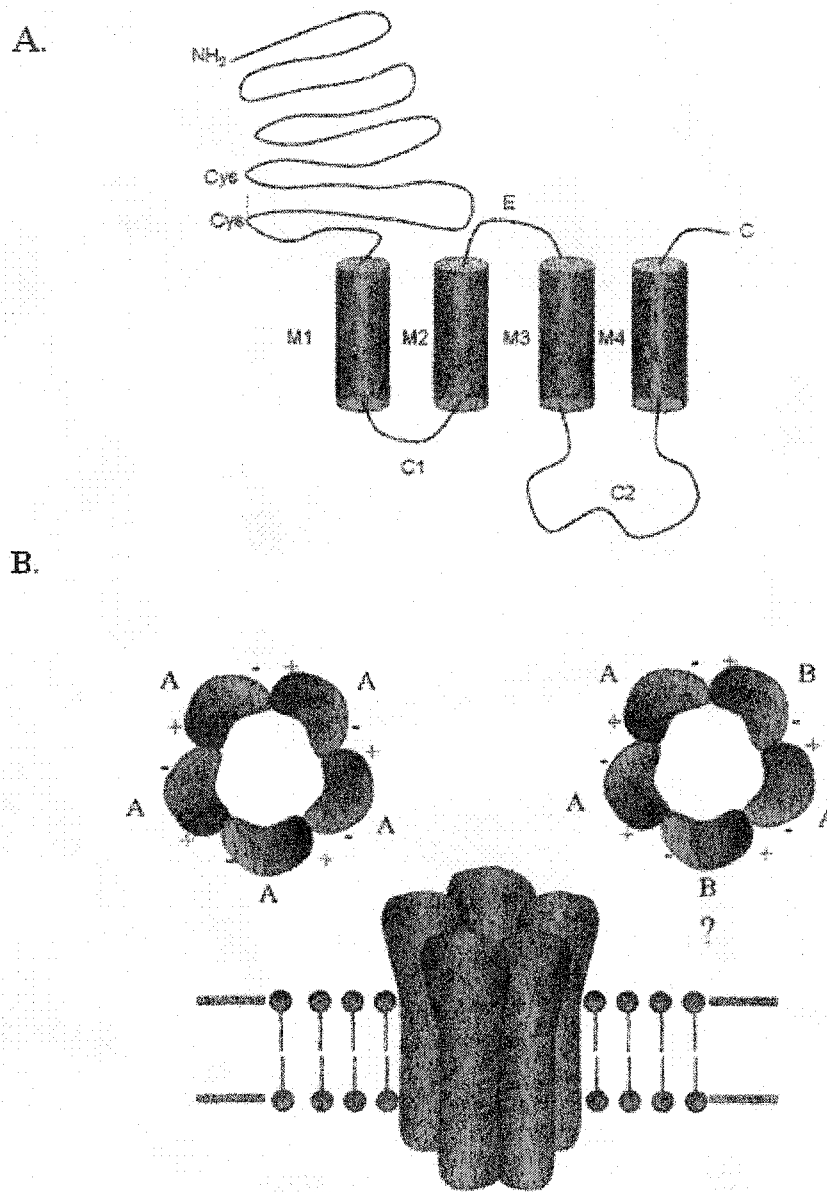 A.
NH2
Cys
Cys
E
C
M1
M2
M3
M4
C1
C2
B.
- +
A
A
+
-
-
+
A
A
+
-
- +
A
- +
A
B
+
-
-
+
A
A
+
-
- +
B
?